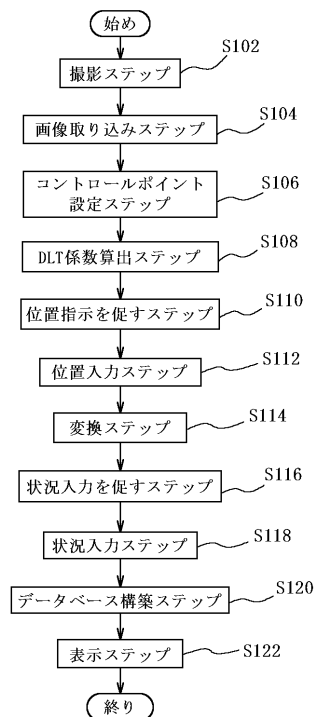 始め
撮影ステップ
S102
画像取り込みステップ
S104
コントロールポイント
設定ステップ
S106
DLT係数算出ステップ
S108
位置指示を促すステップ
S110
位置入力ステップ
S112
変換ステップ
S114
状況入力を促すステップ
S116
状況入力ステップ
S118
データベース構築ステップ
S120
表示ステップ
S122
終り